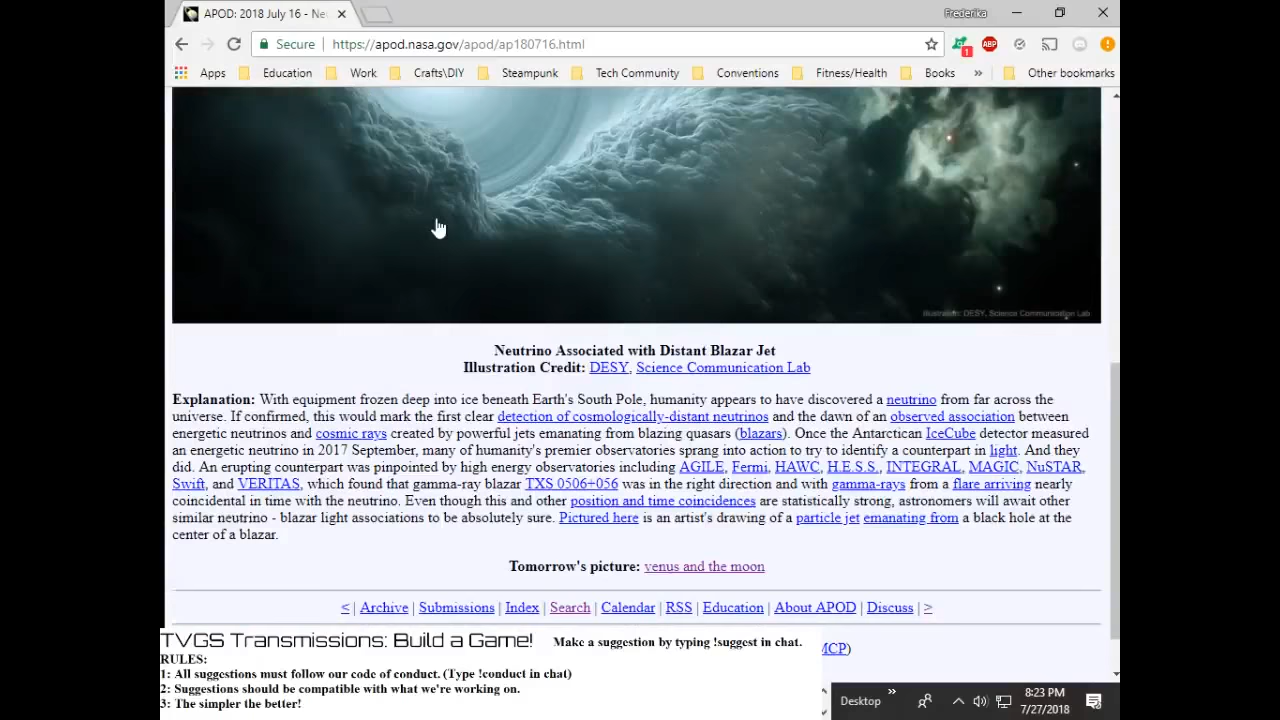 APOD: 2018 July 16 - Ne
Frederika
Secure
https://apod.nasa.gov/apod/ap180716.html
1
ABP
Apps Education Work Crafts\DIY Steampunk Tech Community Conventions Fitness/Health Books » Other bookmarks
Illustration: DESY, Science Communication Lab
Neutrino Associated with Distant Blazar Jet
Illustration Credit: DESY, Science Communication Lab
Explanation: With equipment frozen deep into ice beneath Earth's South Pole, humanity appears to have discovered a neutrino from far across the
universe. If confirmed, this would mark the first clear detection of cosmologically-distant neutrinos and the dawn of an observed association between
energetic neutrinos and cosmic rays created by powerful jets emanating from blazing quasars (blazars). Once the Antarctican IceCube detector measured
an energetic neutrino in 2017 September, many of humanity's premier observatories sprang into action to try to identify a counterpart in light. And they
did. An erupting counterpart was pinpointed by high energy observatories including AGILE, Fermi, HAWC, H.E.S.S., INTEGRAL, MAGIC, NuSTAR,
Swift, and VERITAS, which found that gamma-ray blazar TXS 0506+056 was in the right direction and with gamma-rays from a flare arriving nearly
coincidental in time with the neutrino. Even though this and other position and time coincidences are statistically strong, astronomers will await other
similar neutrino - blazar light associations to be absolutely sure. Pictured here is an artist's drawing of a particle jet emanating from a black hole at the
center of a blazar.
Tomorrow's picture: venus and the moon
< | Archive | Submissions | Index | Search | Calendar | RSS | Education | About APOD | Discuss | >
MCP)
TVGS Transmissions: Build a Game! Make a suggestion by typing !suggest in chat.
RULES:
1: All suggestions must follow our code of conduct. (Type !conduct in chat)
2: Suggestions should be compatible with what we're working on.
3: The simpler the better!
Desktop »
8:23 PM
7/27/2018